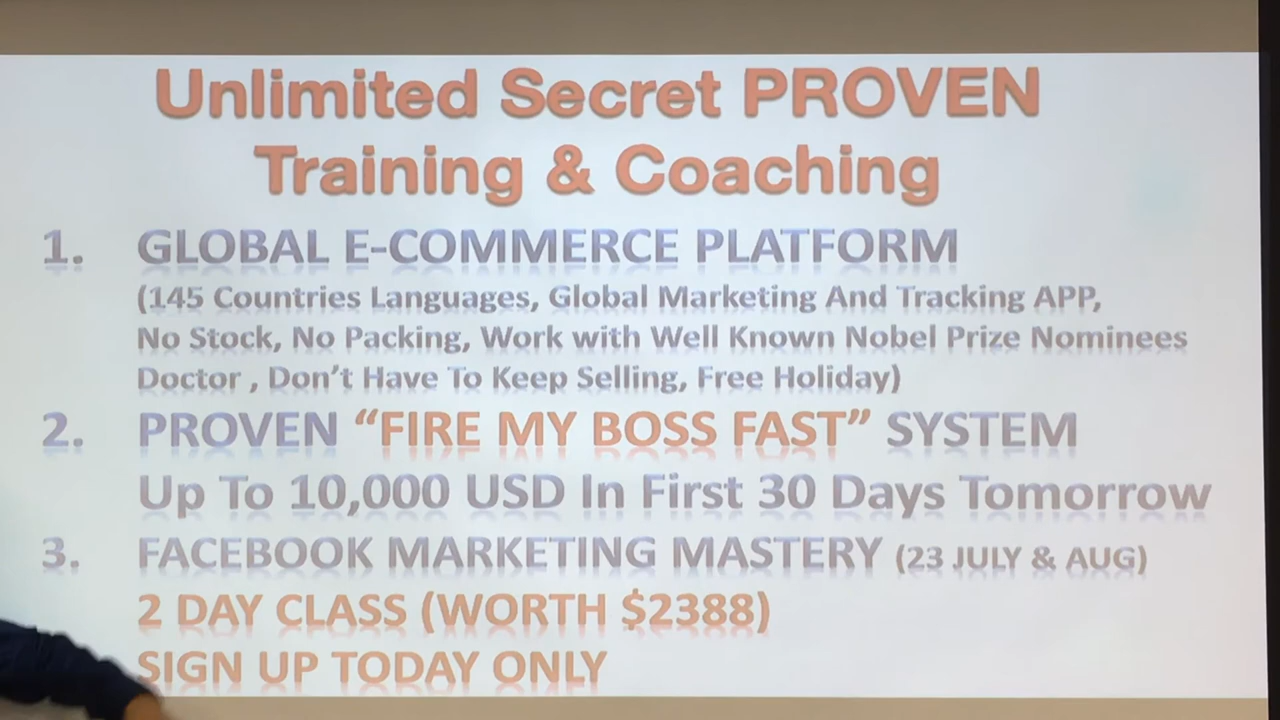 Unlimited Secret PROVEN
Training & Coaching
1. GLOBAL E-COMMERCE PLATFORM
(145 Countries Languages, Global Marketing And Tracking APP,
No Stock, No Packing, Work with Well Known Nobel Prize Nominees
Doctor , Don't Have To Keep Selling, Free Holiday)
2. PROVEN “FIRE MY BOSS FAST” SYSTEM
Up To 10,000 USD In First 30 Days Tomorrow
3. FACEBOOK MARKETING MASTERY (23 JULY & AUG)
2 DAY CLASS (WORTH $2388)
SIGN UP TODAY ONLY